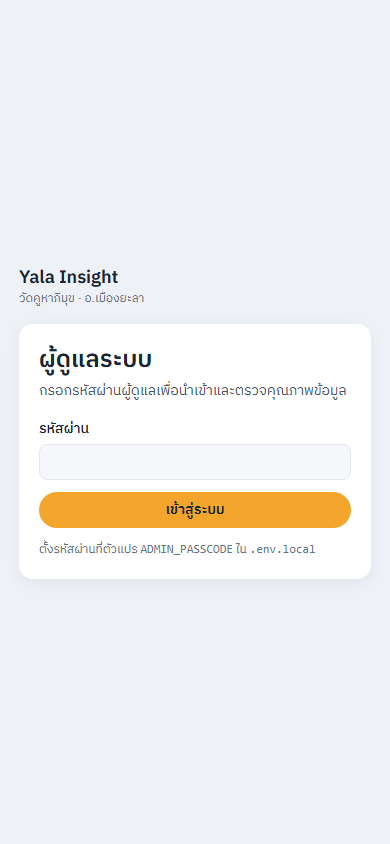 Yala Insight
วัดคูหาภิมุข · อ.เมืองยะลา
ผู้ดูแลระบบ
กรอกรหัสผ่านผู้ดูแลเพื่อนำเข้าและตรวจคุณภาพข้อมูล
รหัสผ่าน
เข้าสู่ระบบ
ตั้งรหัสผ่านที่ตัวแปร ADMIN_PASSCODE ใน .env.local